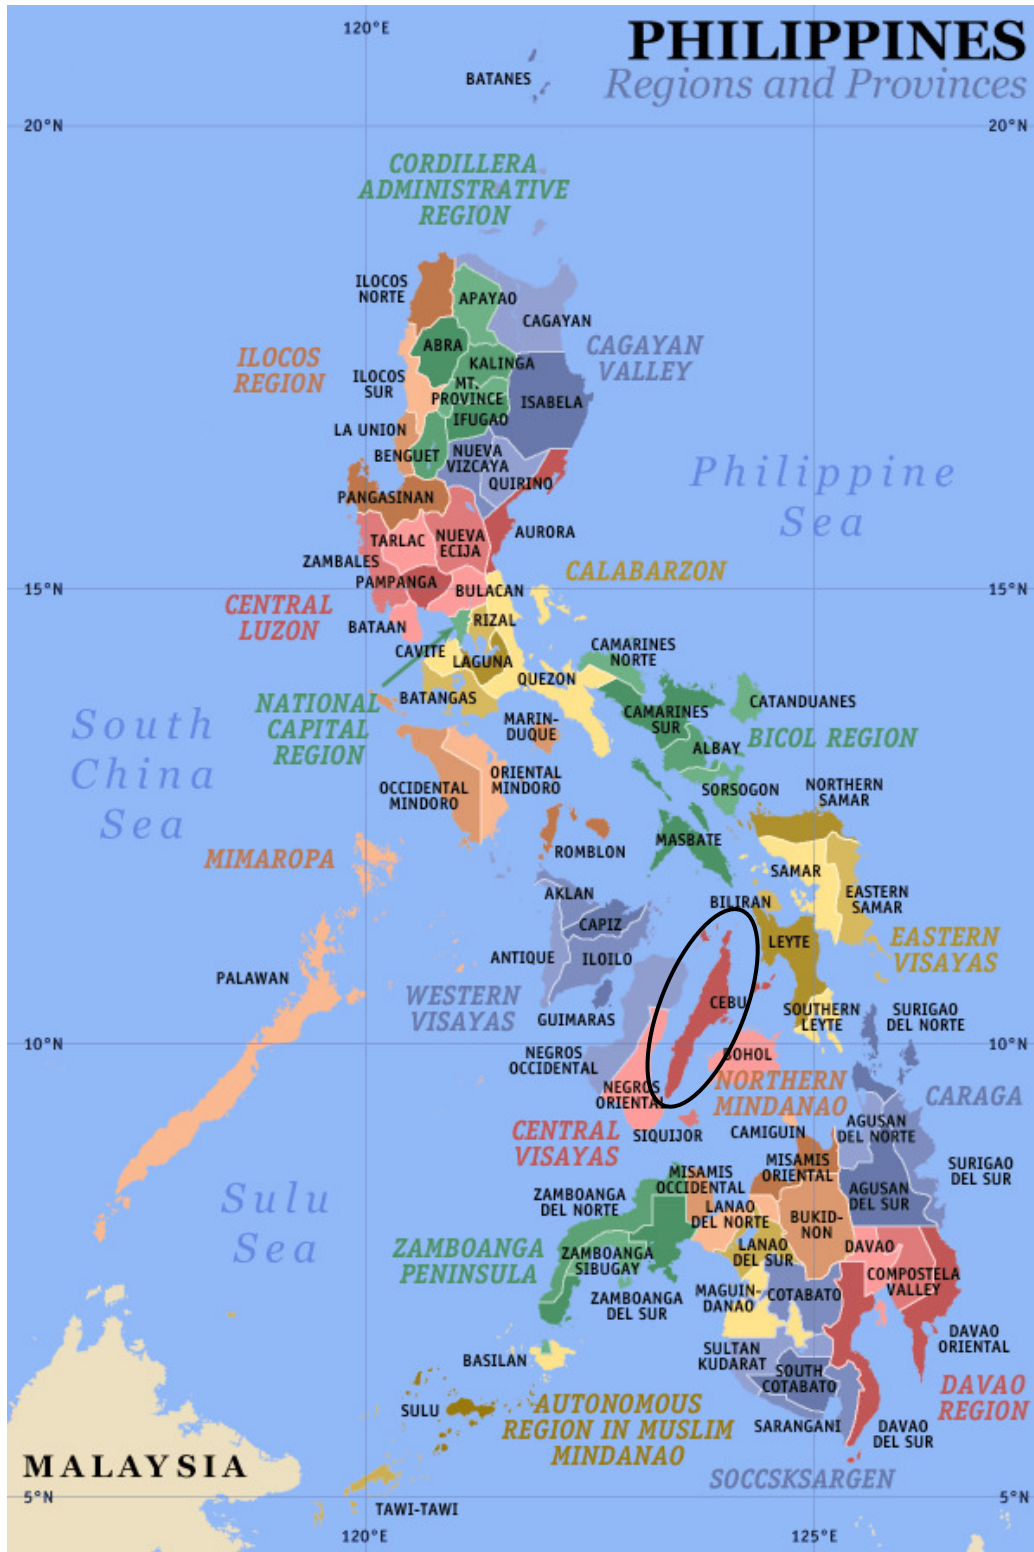 120°E
PHILIPPINES
Regions and Provinces
BATANES
20°N
20°N
CORDILLERA
ADMINISTRATIVE
REGION
ILOCOS
NORTE
APAYAO
CAGAYAN
ABRA
CAGAYAN
VALLEY
ILOCOS
REGION
KALINGA
ILOCOS
SUR
MT.
PROVINCE
ISABELA
IFUGAO
LA UNION
BENGUET
NUEVA
VIZCAYA
QUIRINO
Philippine
Sea
PANGASINAN
TARLAC
NUEVA
ECIJA
AURORA
ZAMBALES
PAMPANGA
BULACAN
CALABARZON
15°N
15°N
CENTRAL
LUZON
BATAAN
RIZAL
CAVITE
LAGUNA
CAMARINES
NORTE
QUEZON
BATANGAS
NATIONAL
CAPITAL
REGION
CATANDUANES
CAMARINES
SUR
MARIN-
DUQUE
ALBAY
BICOL REGION
South
China
Sea
ORIENTAL
MINDORO
OCCIDENTAL
MINDORO
SORSOGON
NORTHERN
SAMAR
MASBATE
ROMBLON
MIMAROPA
SAMAR
AKLAN
BILIRAN
EASTERN
SAMAR
CAPIZ
LEYTE
EASTERN
VISAYAS
ANTIQUE
ILOILO
PALAWAN
CEBU
WESTERN
VISAYAS
GUIMARAS
SOUTHERN
LEYTE
SURIGAO
DEL NORTE
10°N
10°N
NEGROS
OCCIDENTAL
BOHOL
NEGROS
ORIENTAL
NORTHERN
MINDANAO
CARAGA
CENTRAL
VISAYAS
SIQUIJOR
CAMIGUIN
AGUSAN
DEL NORTE
MISAMIS
ORIENTAL
MISAMIS
OCCIDENTAL
SURIGAO
DEL SUR
Sulu
Sea
ZAMBOANGA
DEL NORTE
LANAO
DEL NORTE
AGUSAN
DEL SUR
BUKID-
NON
ZAMBOANGA
PENINSULA
ZAMBOANGA
SIBUGAY
LANAO
DEL SUR
DAVAO
COMPOSTELA
VALLEY
ZAMBOANGA
DEL SUR
MAGUIN-
DANAO
COTABATO
BASILAN
SULTAN
KUDARAT
DAVAO
ORIENTAL
SOUTH
COTABATO
DAVAO
REGION
SULU
AUTONOMOUS
REGION IN MUSLIM
MINDANAO
SARANGANI
DAVAO
DEL SUR
MALAYSIA
SOCCSKSARGEN
5°N
5°N
TAWI-TAWI
120°E
125°E